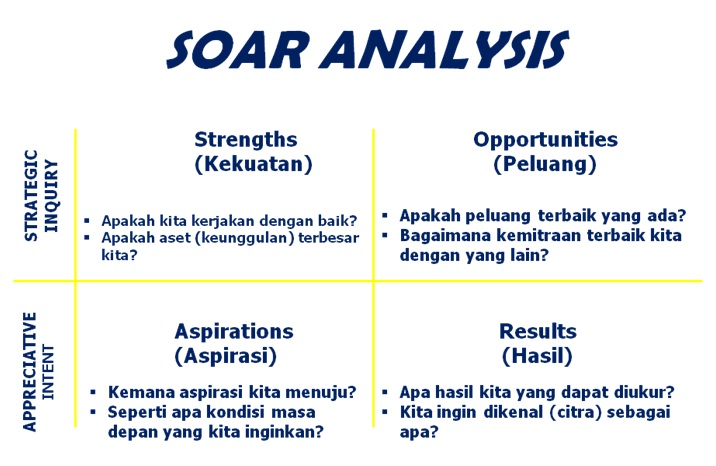 SOAR ANALYSIS
STRATEGIC
INQUIRY
Strengths
(Kekuatan)
▪ Apakah kita kerjakan dengan baik?
▪ Apakah aset (keunggulan) terbesar
kita?
Opportunities
(Peluang)
▪ Apakah peluang terbaik yang ada?
▪ Bagaimana kemitraan terbaik kita
dengan yang lain?
APPRECIATIVE
INTENT
Aspirations
(Aspirasi)
▪ Kemana aspirasi kita menuju?
▪ Seperti apa kondisi masa
depan yang kita inginkan?
Results
(Hasil)
▪ Apa hasil kita yang dapat diukur?
▪ Kita ingin dikenal (citra) sebagai
apa?